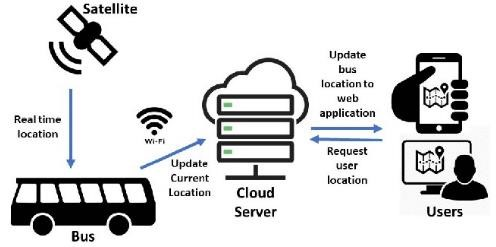 Satellite
Real time
location
Wi-Fi
Update
Current
Location
Bus
Cloud
Server
Update
bus
location to
web
application
Request
user
location
Users